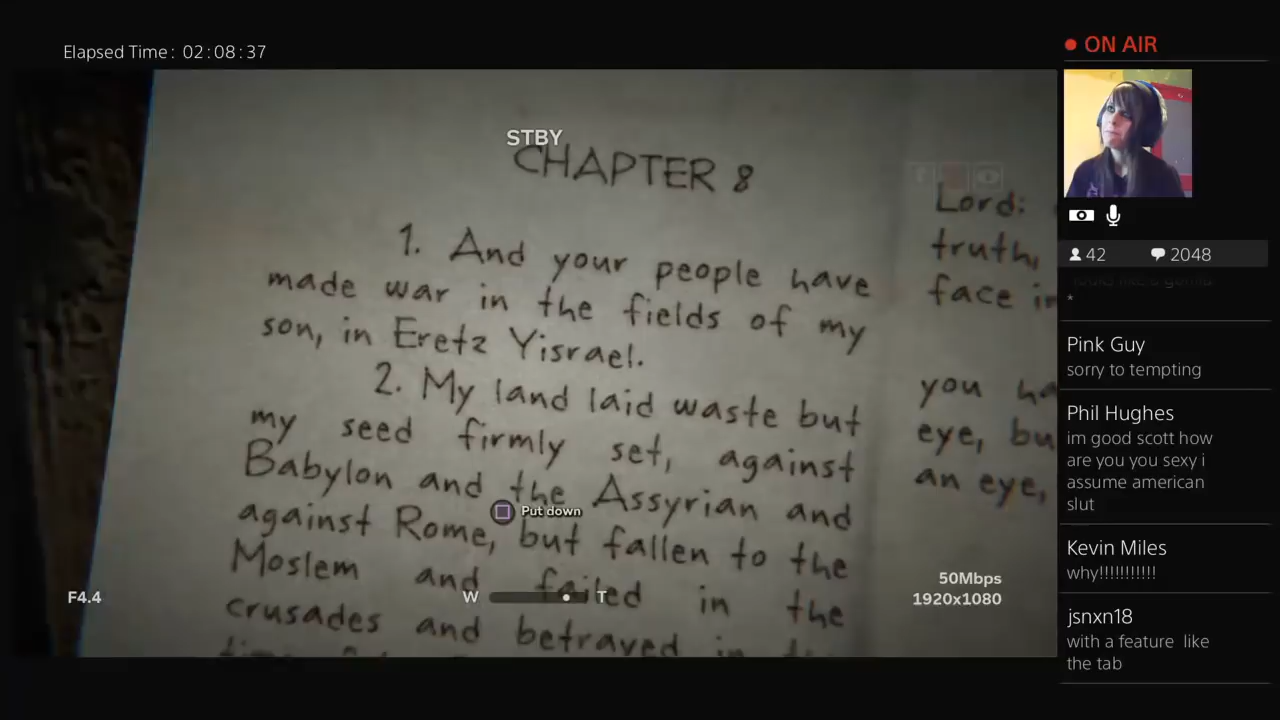 Elapsed Time: 02:08:37
ON AIR
STBY
CHAPTER 8
1. And your people have
made war in the fields of my
son, in Eretz Yisrael.
2. My land laid waste but
my seed firmly set, against
Babylon and the Assyrian and
against Rome, but fallen to the
Moslem and failed in the
crusades and betrayed in
Lord:
truth,
face in
you ha
eye, bu
an eye,
Put down
F4.4
W
T
50Mbps
1920x1080
42
2048
*
Pink Guy
sorry to tempting
Phil Hughes
im good scott how
are you you sexy i
assume american
slut
Kevin Miles
why!!!!!!!!!!!
jsnxn18
with a feature like
the tab